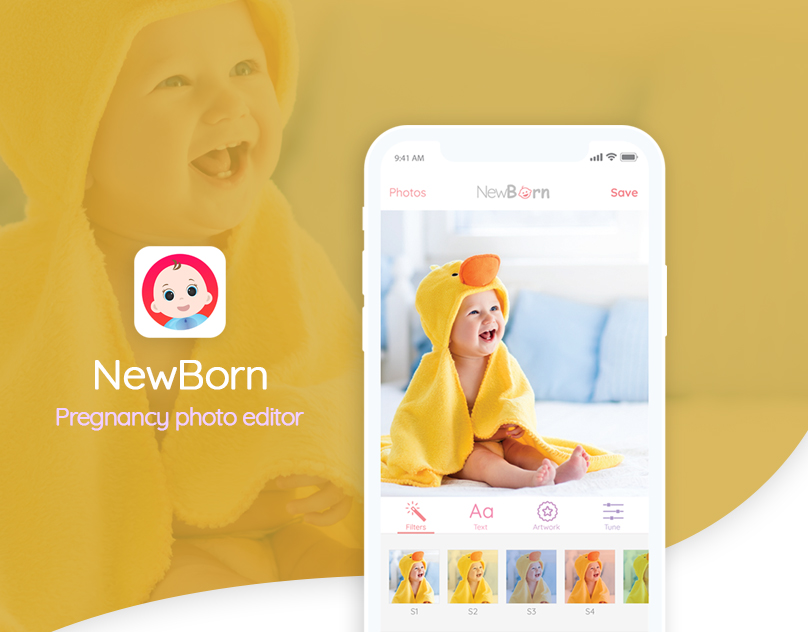 NewBorn
Pregnancy photo editor
9:41 AM
Photos
NewBorn
Save
Filters
Text
Aa
Artwork
Tune
S1
S2
S3
S4